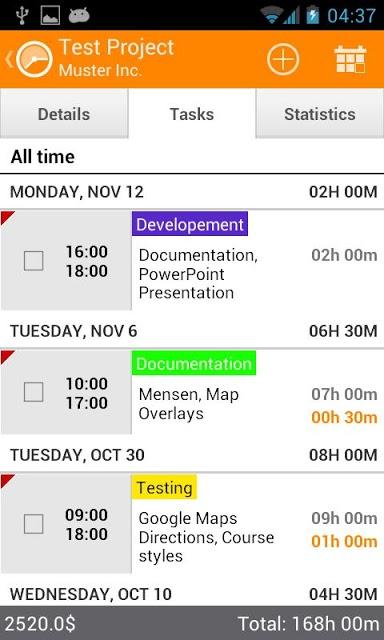 04:37
Test Project
Muster Inc.
Details
Tasks
Statistics
All time
MONDAY, NOV 12 02H 00M
Developement
16:00
18:00
Documentation,
PowerPoint
Presentation
02h 00m
TUESDAY, NOV 6 06H 30M
Documentation
10:00
17:00
Mensen, Map
Overlays
07h 00m
00h 30m
TUESDAY, OCT 30 08H 00M
Testing
09:00
18:00
Google Maps
Directions, Course
styles
09h 00m
01h 00m
WEDNESDAY, OCT 10 04H 30M
2520.0$ Total: 168h 00m